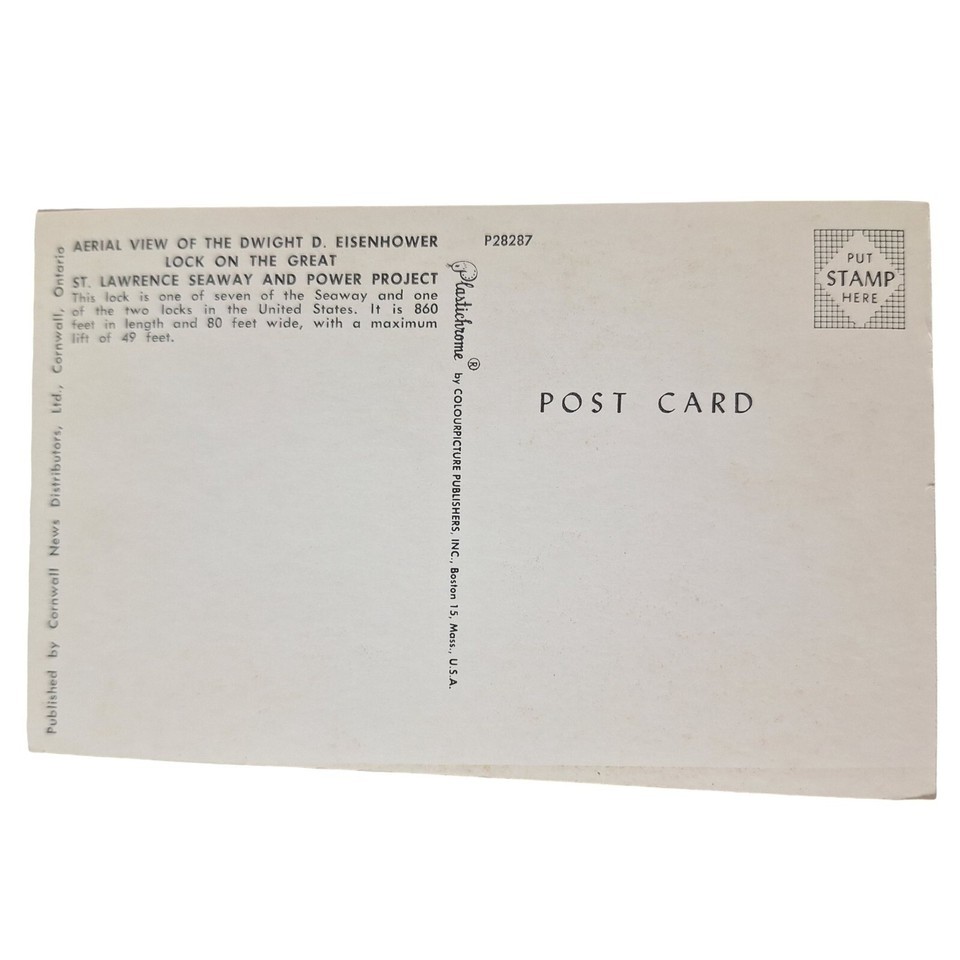 AERIAL VIEW OF THE DWIGHT D. EISENHOWER
LOCK ON THE GREAT
ST. LAWRENCE SEAWAY AND POWER PROJECT
This lock is one of seven of the Seaway and one
of the two locks in the United States. It is 860
feet in length and 80 feet wide, with a maximum
lift of 49 feet.
Published by Cornwall News Distributors, Ltd., Cornwall, Ontario
Plastichrome ® by COLOURPICTURE PUBLISHERS, INC., Boston 15, Mass., U.S.A.
P28287
PUT
STAMP
HERE
POST CARD